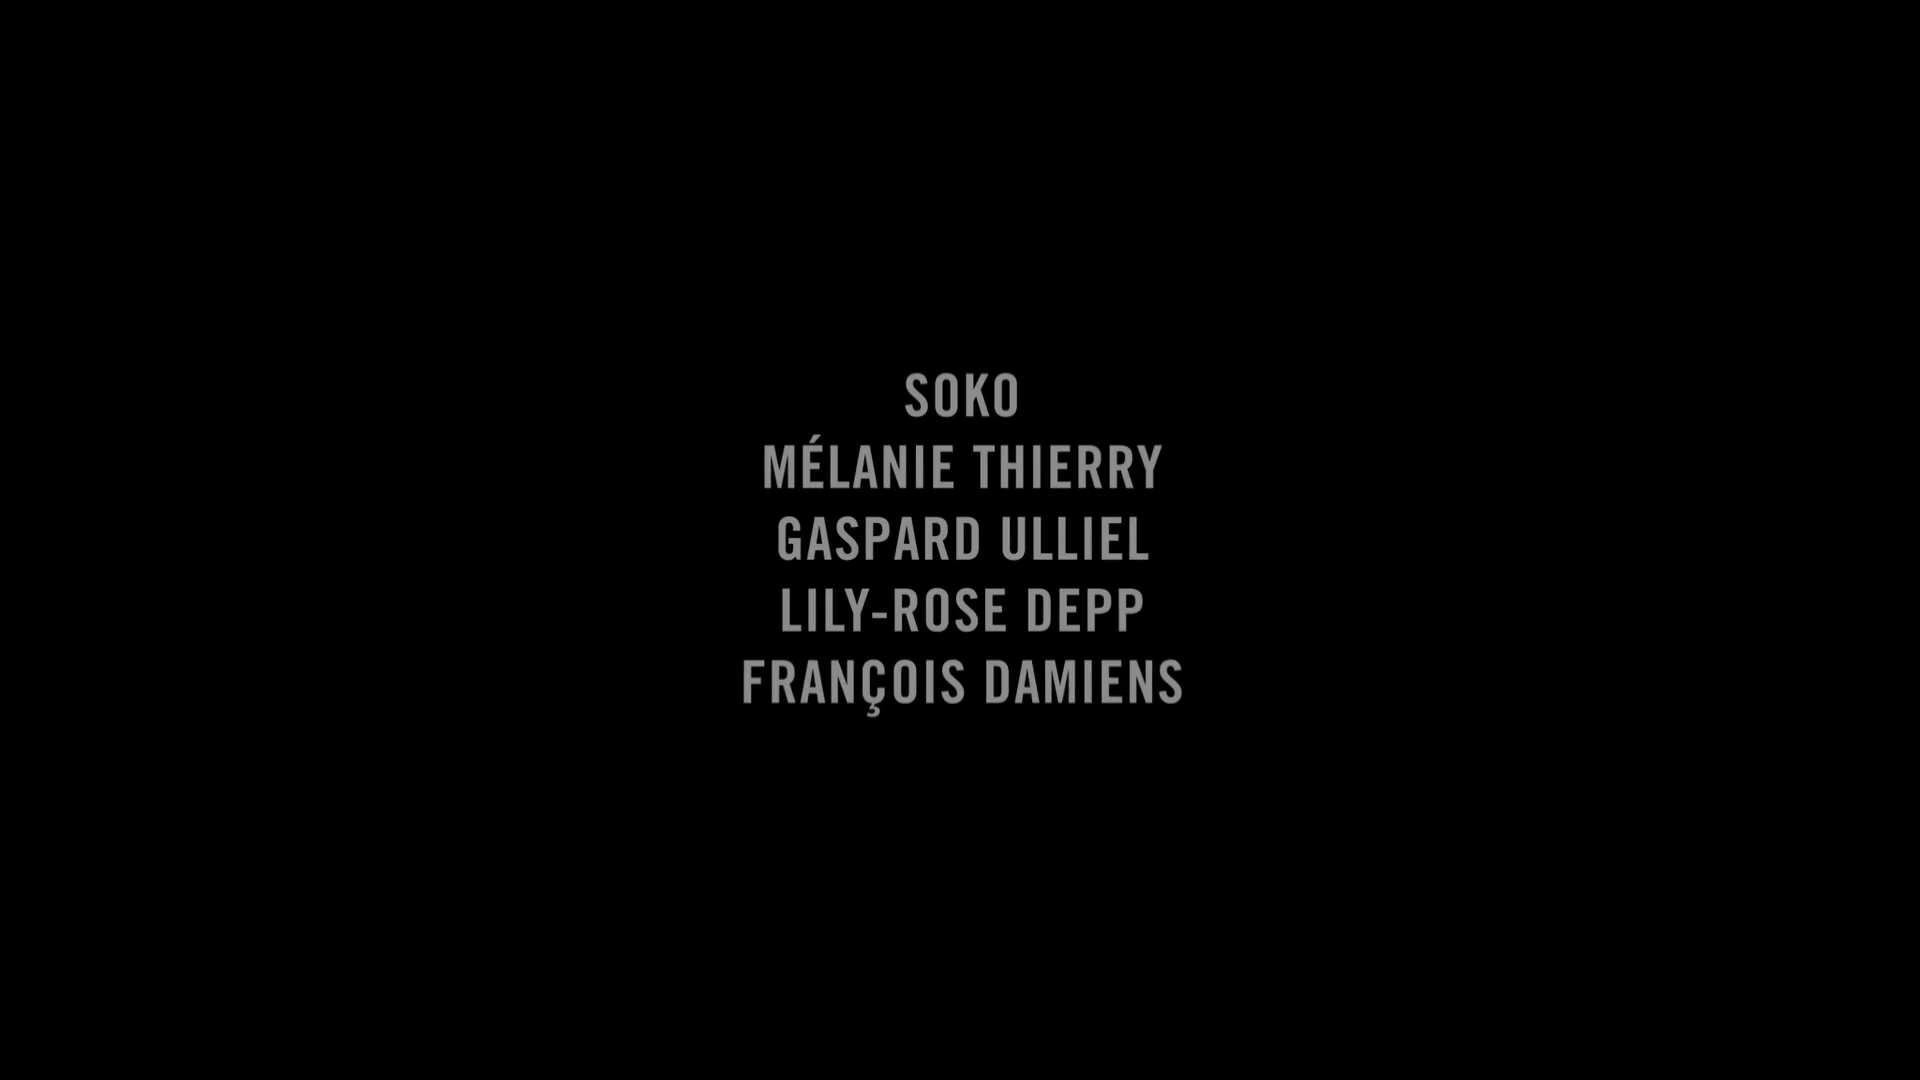 SOKO
MÉLANIE THIERRY
GASPARD ULLIEL
LILY-ROSE DEPP
FRANÇOIS DAMIENS